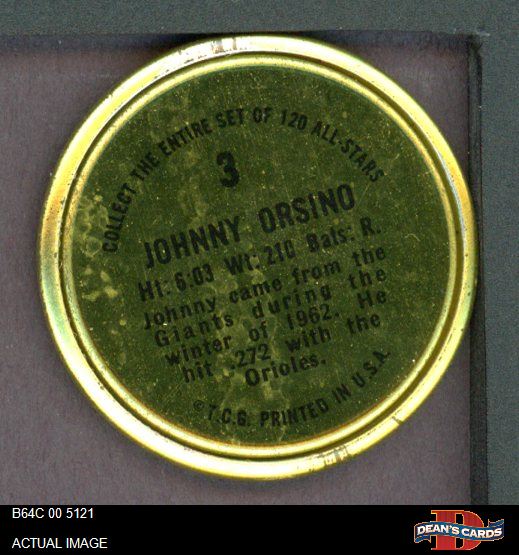 COLLECT THE ENTIRE SET OF 120 ALL-STARS
3
JOHNNY ORSINO
Ht: 6:03 Wt: 210 Bats: R.
Johnny came from the
Giants during the
winter of 1962. He
hit .272 with the
Orioles.
©T.C.G. PRINTED IN U.S.A.
B64C 00 5121
ACTUAL IMAGE
D
DEAN'S CARDS